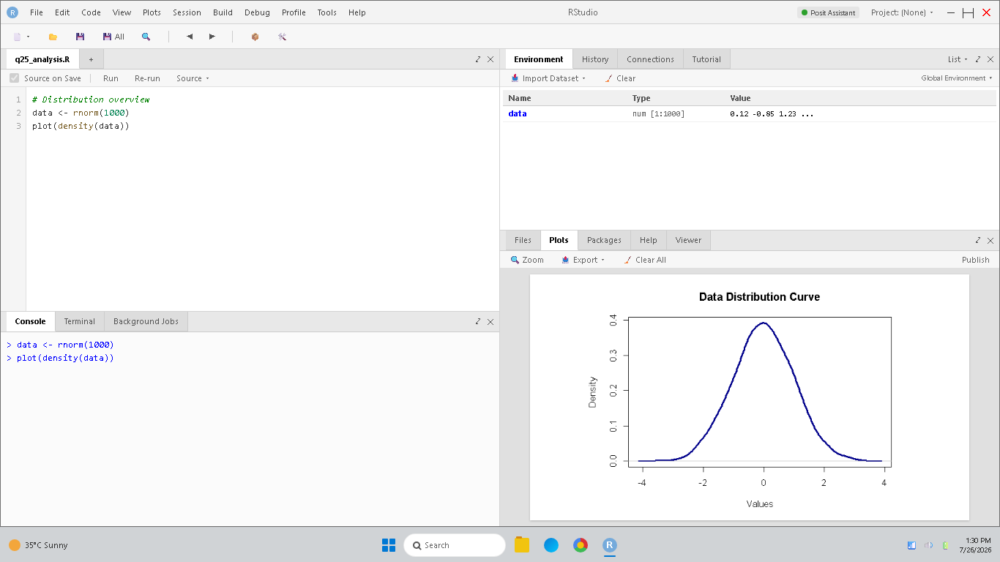 R File Edit Code View Plots Session Build Debug Profile Tools Help RStudio Posit Assistant Project: (None)
All
q25_analysis.R +
Source on Save Run Re-run Source
1 # Distribution overview
2 data <- rnorm(1000)
3 plot(density(data))
Console Terminal Background Jobs
> data <- rnorm(1000)
> plot(density(data))
Environment History Connections Tutorial List
Import Dataset Clear Global Environment
Name Type Value
data num [1:1000] 0.12 -0.85 1.23 ...
Files Plots Packages Help Viewer
Zoom Export Clear All Publish
Data Distribution Curve
Density
0.4
0.3
0.2
0.1
0.0
-4 -2 0 2 4
Values
35°C Sunny Search R 1:30 PM
7/26/2026